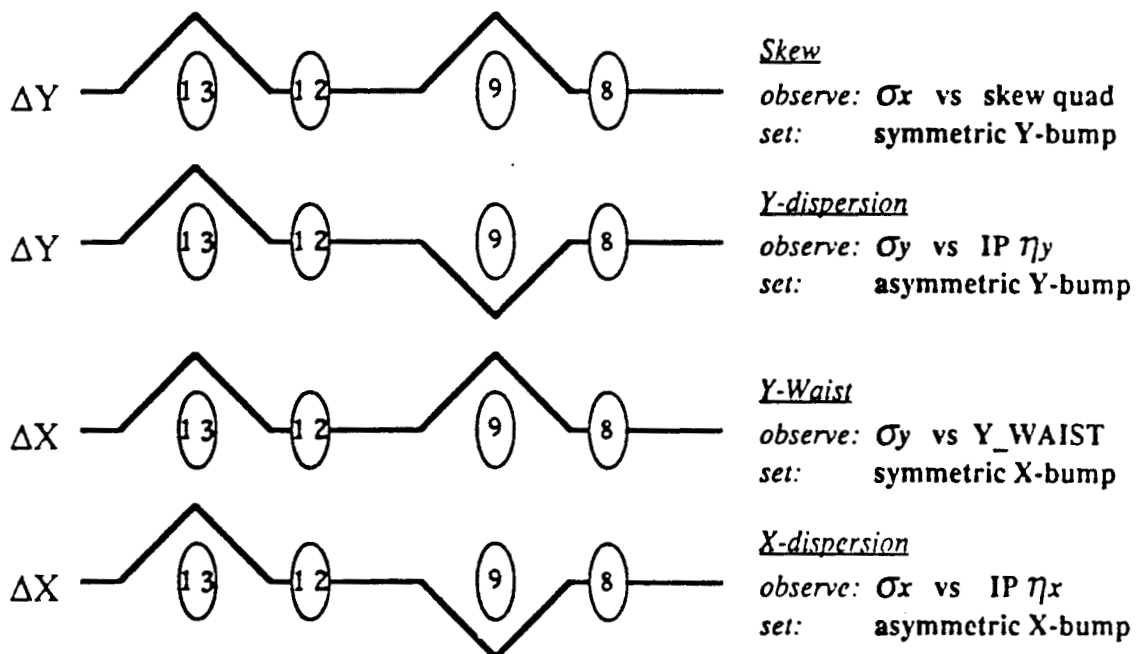 Skew
ΔY 13 12 9 8 observe: σx vs skew quad
set: symmetric Y-bump
Y-dispersion
ΔY 13 12 9 8 observe: σy vs IP ηy
set: asymmetric Y-bump
Y-Waist
ΔX 13 12 9 8 observe: σy vs Y_WAIST
set: symmetric X-bump
X-dispersion
ΔX 13 12 9 8 observe: σx vs IP ηx
set: asymmetric X-bump